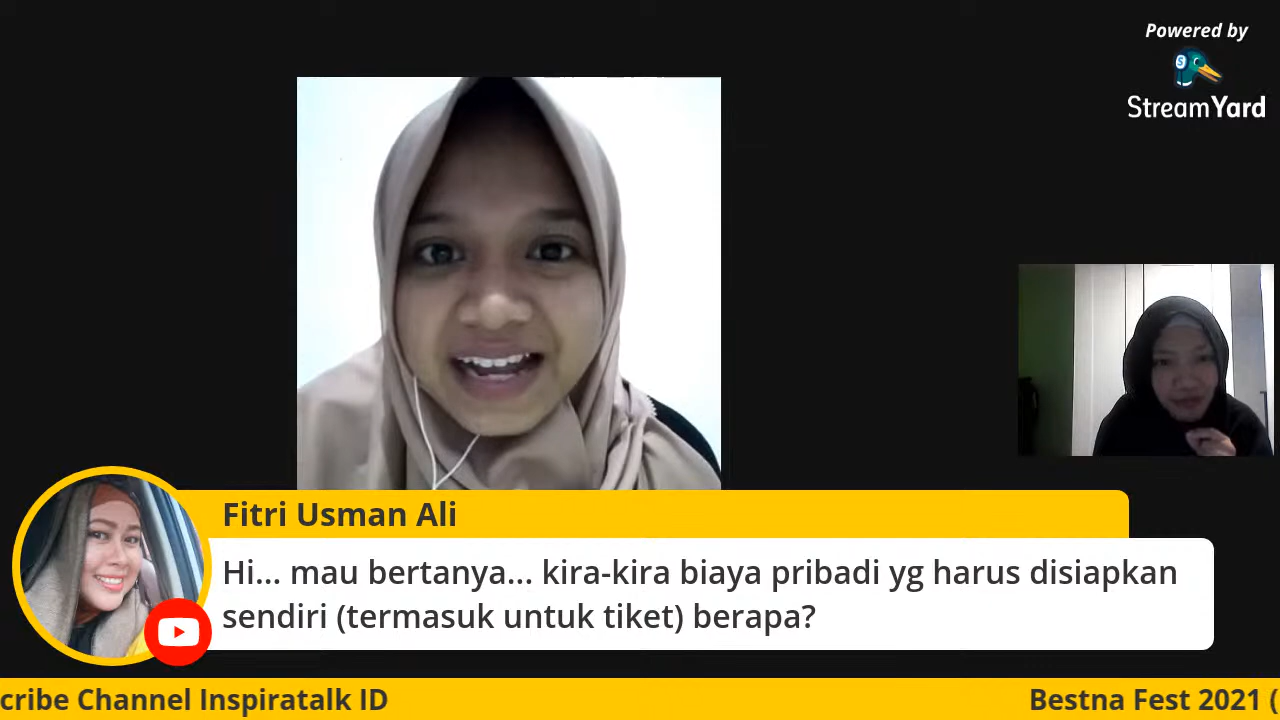 Powered by
StreamYard
Fitri Usman Ali
Hi... mau bertanya... kira-kira biaya pribadi yg harus disiapkan
sendiri (termasuk untuk tiket) berapa?
cribe Channel Inspiratalk ID
Bestna Fest 2021 (